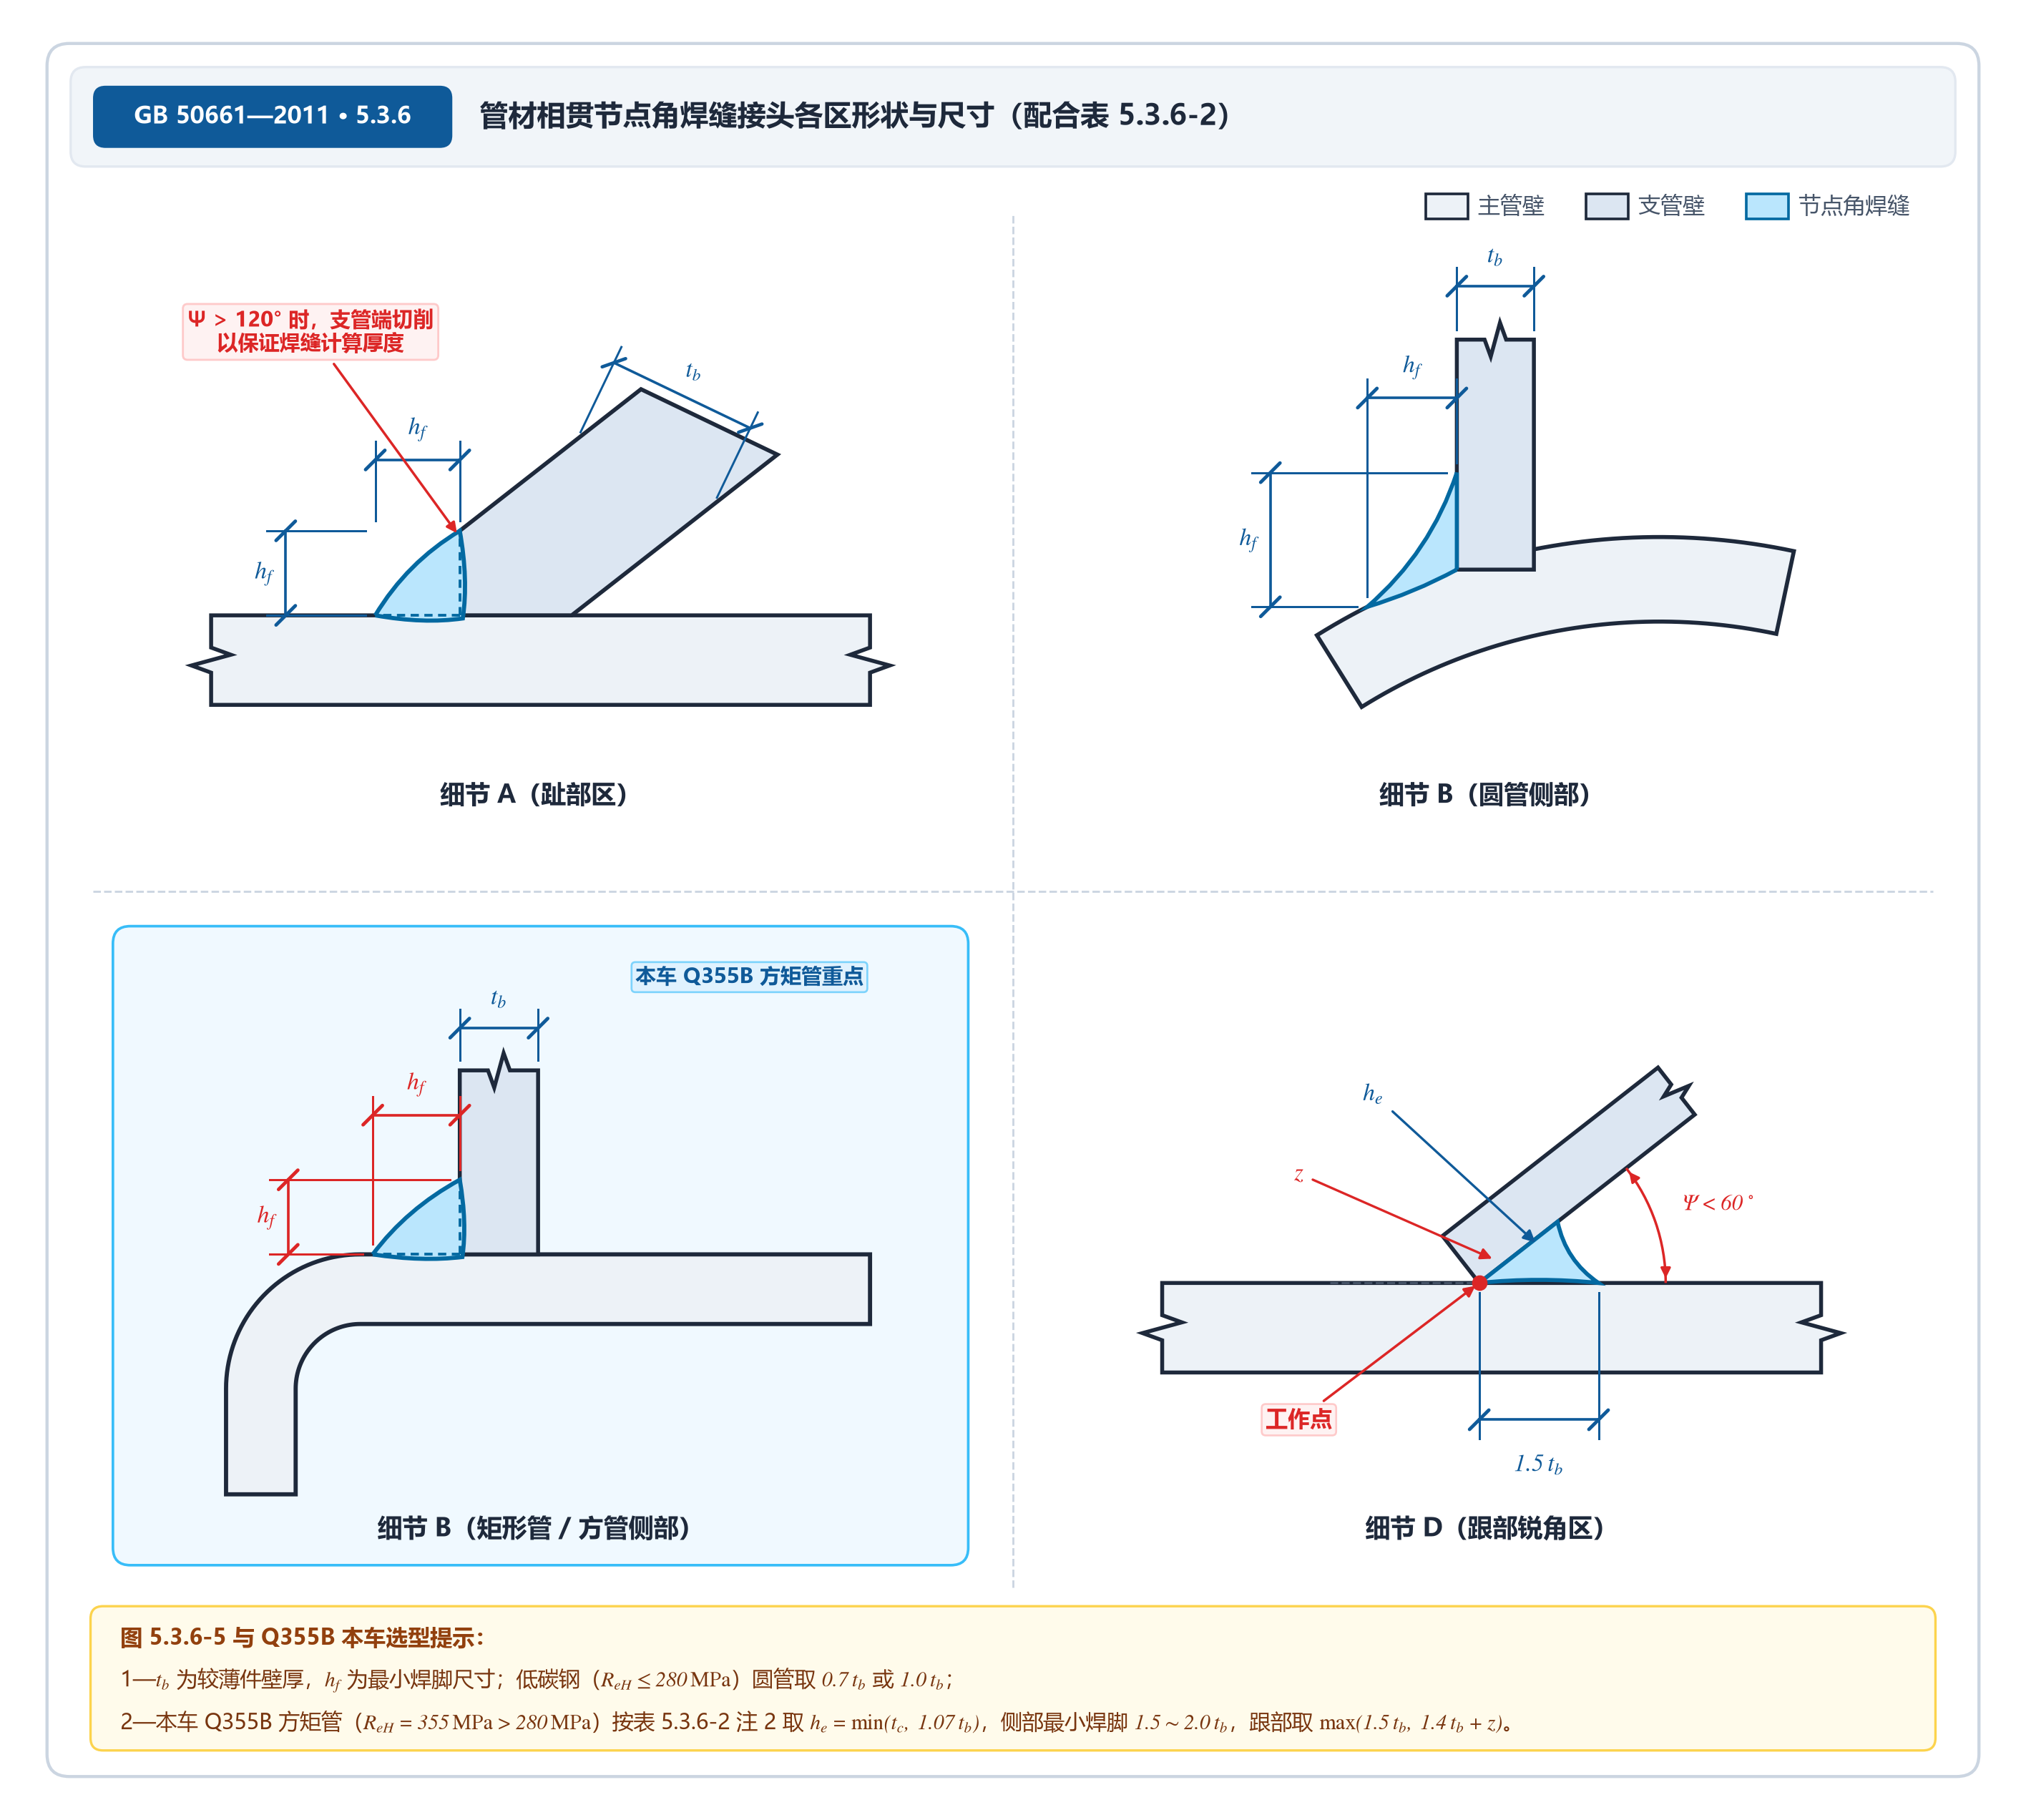 GB 50661—2011 • 5.3.6
管材相贯节点角焊缝接头各区形状与尺寸（配合表 5.3.6-2）
主管壁
支管壁
节点角焊缝
Ψ > 120° 时，支管端切削
以保证焊缝计算厚度
t_b
h_f
h_f
细节 A（趾部区）
t_b
h_f
h_f
细节 B（圆管侧部）
本车 Q355B 方矩管重点
t_b
h_f
h_f
细节 B（矩形管 / 方管侧部）
h_e
z
Ψ < 60°
工作点
1.5 t_b
细节 D（跟部锐角区）
图 5.3.6-5 与 Q355B 本车选型提示：
1—t_b 为较薄件壁厚，h_f 为最小焊脚尺寸；低碳钢（R_eH ≤ 280 MPa）圆管取 0.7 t_b 或 1.0 t_b；
2—本车 Q355B 方矩管（R_eH = 355 MPa > 280 MPa）按表 5.3.6-2 注 2 取 h_e = min(t_c, 1.07 t_b)，侧部最小焊脚 1.5 ~ 2.0 t_b，跟部取 max(1.5 t_b, 1.4 t_b + z)。